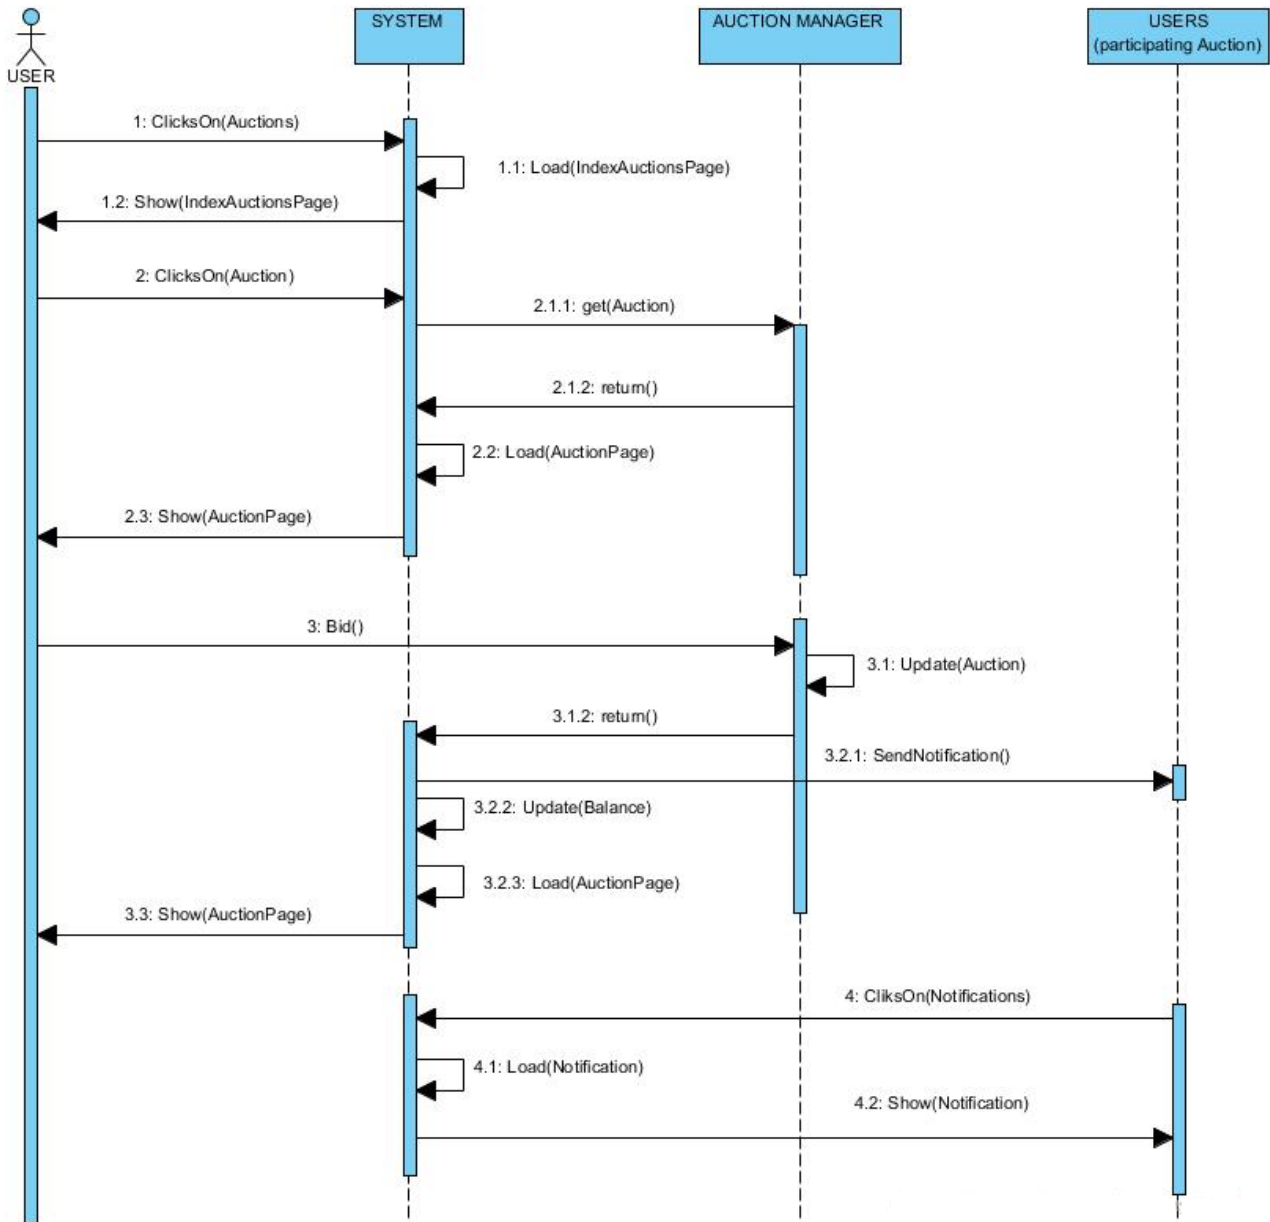 SYSTEM
AUCTION MANAGER
USERS
(participating Auction)
USER
1: ClicksOn(Auctions)
1.1: Load(IndexAuctionsPage)
1.2: Show(IndexAuctionsPage)
2: ClicksOn(Auction)
2.1.1: get(Auction)
2.1.2: return()
2.2: Load(AuctionPage)
2.3: Show(AuctionPage)
3: Bid()
3.1: Update(Auction)
3.1.2: return()
3.2.1: SendNotification()
3.2.2: Update(Balance)
3.2.3: Load(AuctionPage)
3.3: Show(AuctionPage)
4: CliksOn(Notifications)
4.1: Load(Notification)
4.2: Show(Notification)